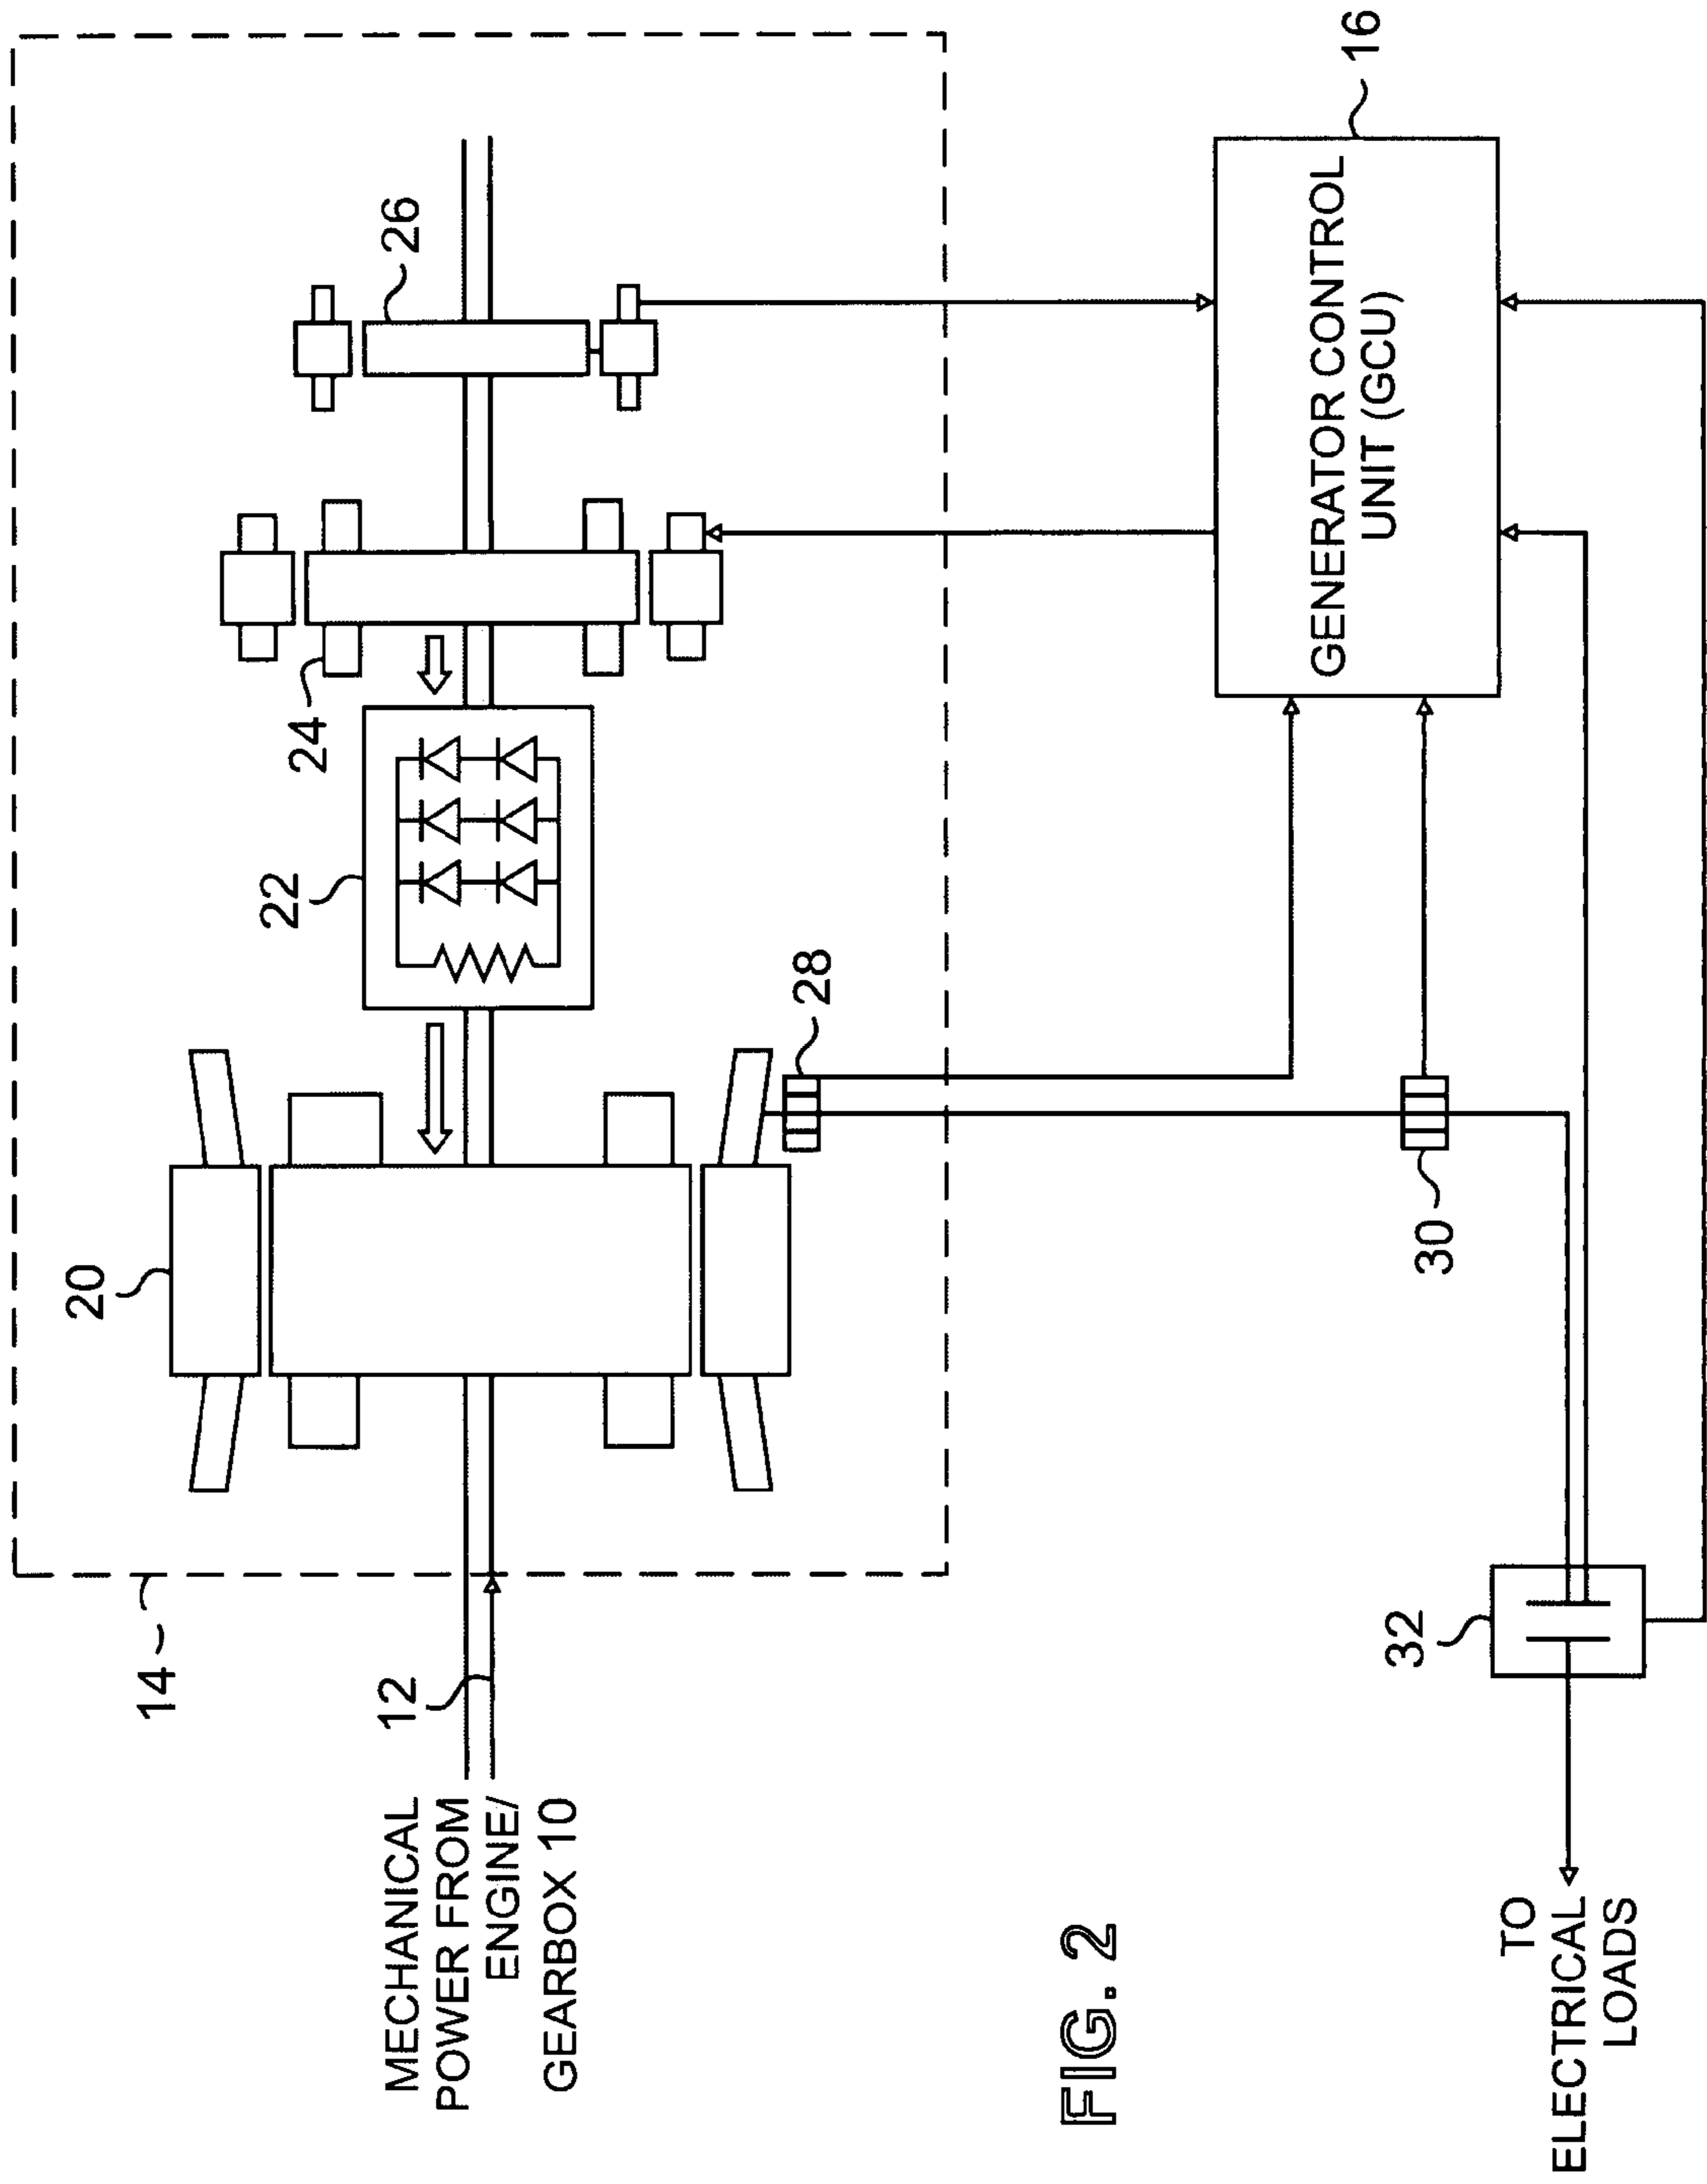 14
20
22
24
26
12
MECHANICAL
POWER FROM
ENGINE/
GEARBOX 10
28
30
32
16
GENERATOR CONTROL
UNIT (GCU)
TO
ELECTRICAL
LOADS
FIG. 2